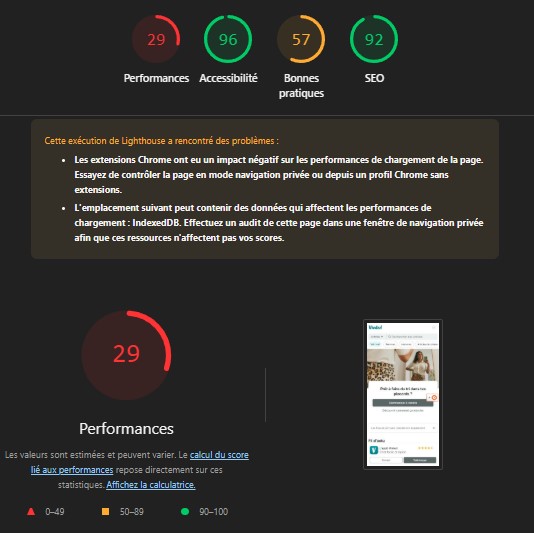 29
96
57
92
Performances
Accessibilité
Bonnes
pratiques
SEO
Cette exécution de Lighthouse a rencontré des problèmes :
• Les extensions Chrome ont eu un impact négatif sur les performances de chargement de la page.
Essayez de contrôler la page en mode navigation privée ou depuis un profil Chrome sans
extensions.
• L'emplacement suivant peut contenir des données qui affectent les performances de
chargement : IndexedDB. Effectuez un audit de cette page dans une fenêtre de navigation privée
afin que ces ressources n'affectent pas vos scores.
29
Performances
Les valeurs sont estimées et peuvent varier. Le calcul du score
lié aux performances repose directement sur ces
statistiques. Affichez la calculatrice.
0–49
50–89
90–100
Vinted
Prêt à faire du tri dans vos
placards ?
Fil d'actu